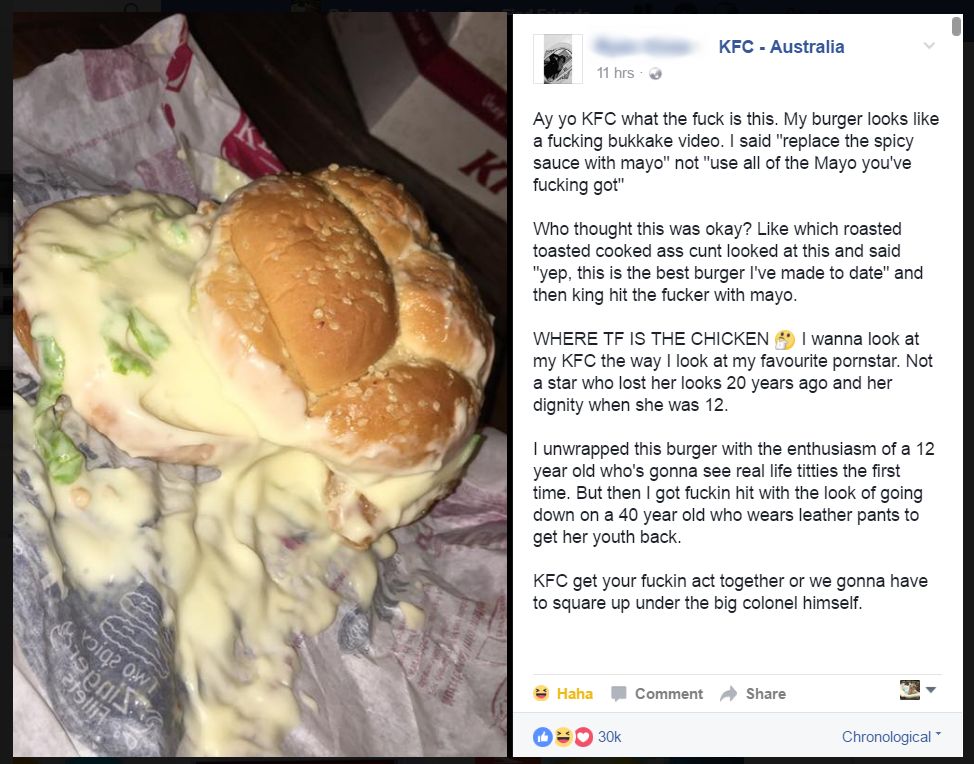 KFC - Australia
11 hrs ·
Ay yo KFC what the fuck is this. My burger looks like
a fucking bukkake video. I said "replace the spicy
sauce with mayo" not "use all of the Mayo you've
fucking got"
Who thought this was okay? Like which roasted
toasted cooked ass cunt looked at this and said
"yep, this is the best burger I've made to date" and
then king hit the fucker with mayo.
WHERE TF IS THE CHICKEN 🤔 I wanna look at
my KFC the way I look at my favourite pornstar. Not
a star who lost her looks 20 years ago and her
dignity when she was 12.
I unwrapped this burger with the enthusiasm of a 12
year old who's gonna see real life titties the first
time. But then I got fuckin hit with the look of going
down on a 40 year old who wears leather pants to
get her youth back.
KFC get your fuckin act together or we gonna have
to square up under the big colonel himself.
Haha Comment Share
30k Chronological
Two spicy
Zinger
Fillets